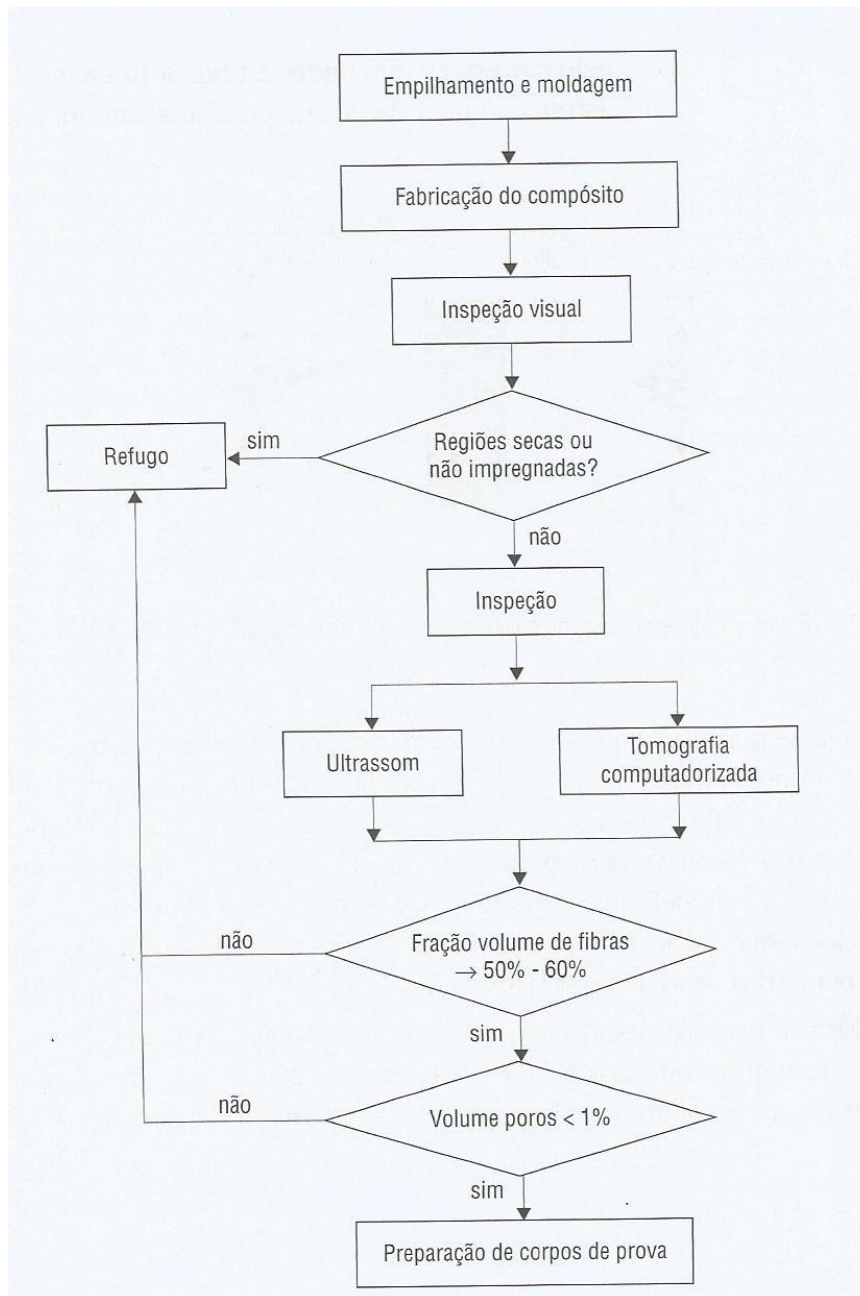 Empilhamento e moldagem
Fabricação do compósito
Inspeção visual
Regiões secas ou
não impregnadas?
sim
Refugo
não
Inspeção
Ultrassom
Tomografia
computadorizada
Fração volume de fibras
→ 50% - 60%
não
sim
Volume poros < 1%
não
sim
Preparação de corpos de prova